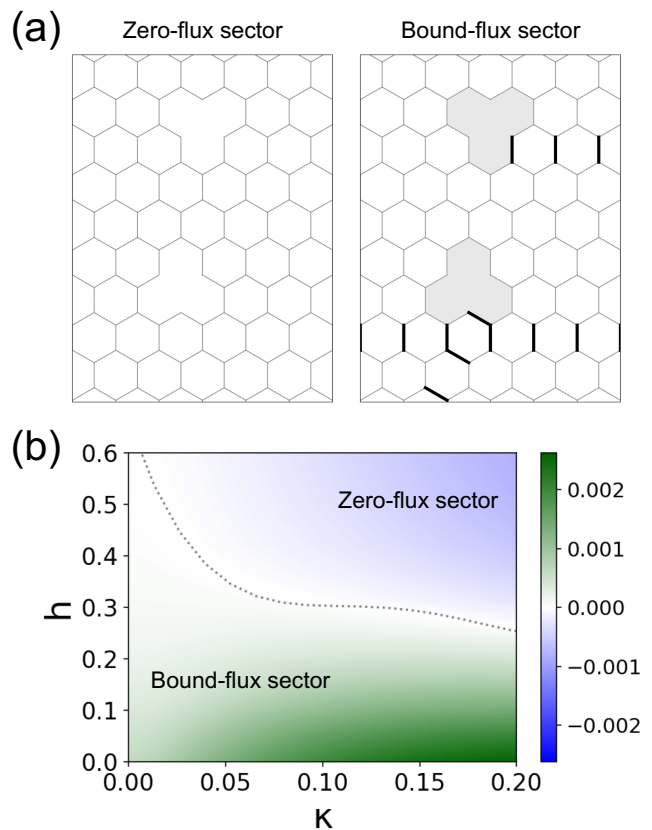 (a)
Zero-flux sector
Bound-flux sector
(b)
0.6
0.5
0.4
0.3
0.2
0.1
0.0
h
Zero-flux sector
Bound-flux sector
0.00
0.05
0.10
0.15
0.20
κ
0.002
0.001
0.000
−0.001
−0.002